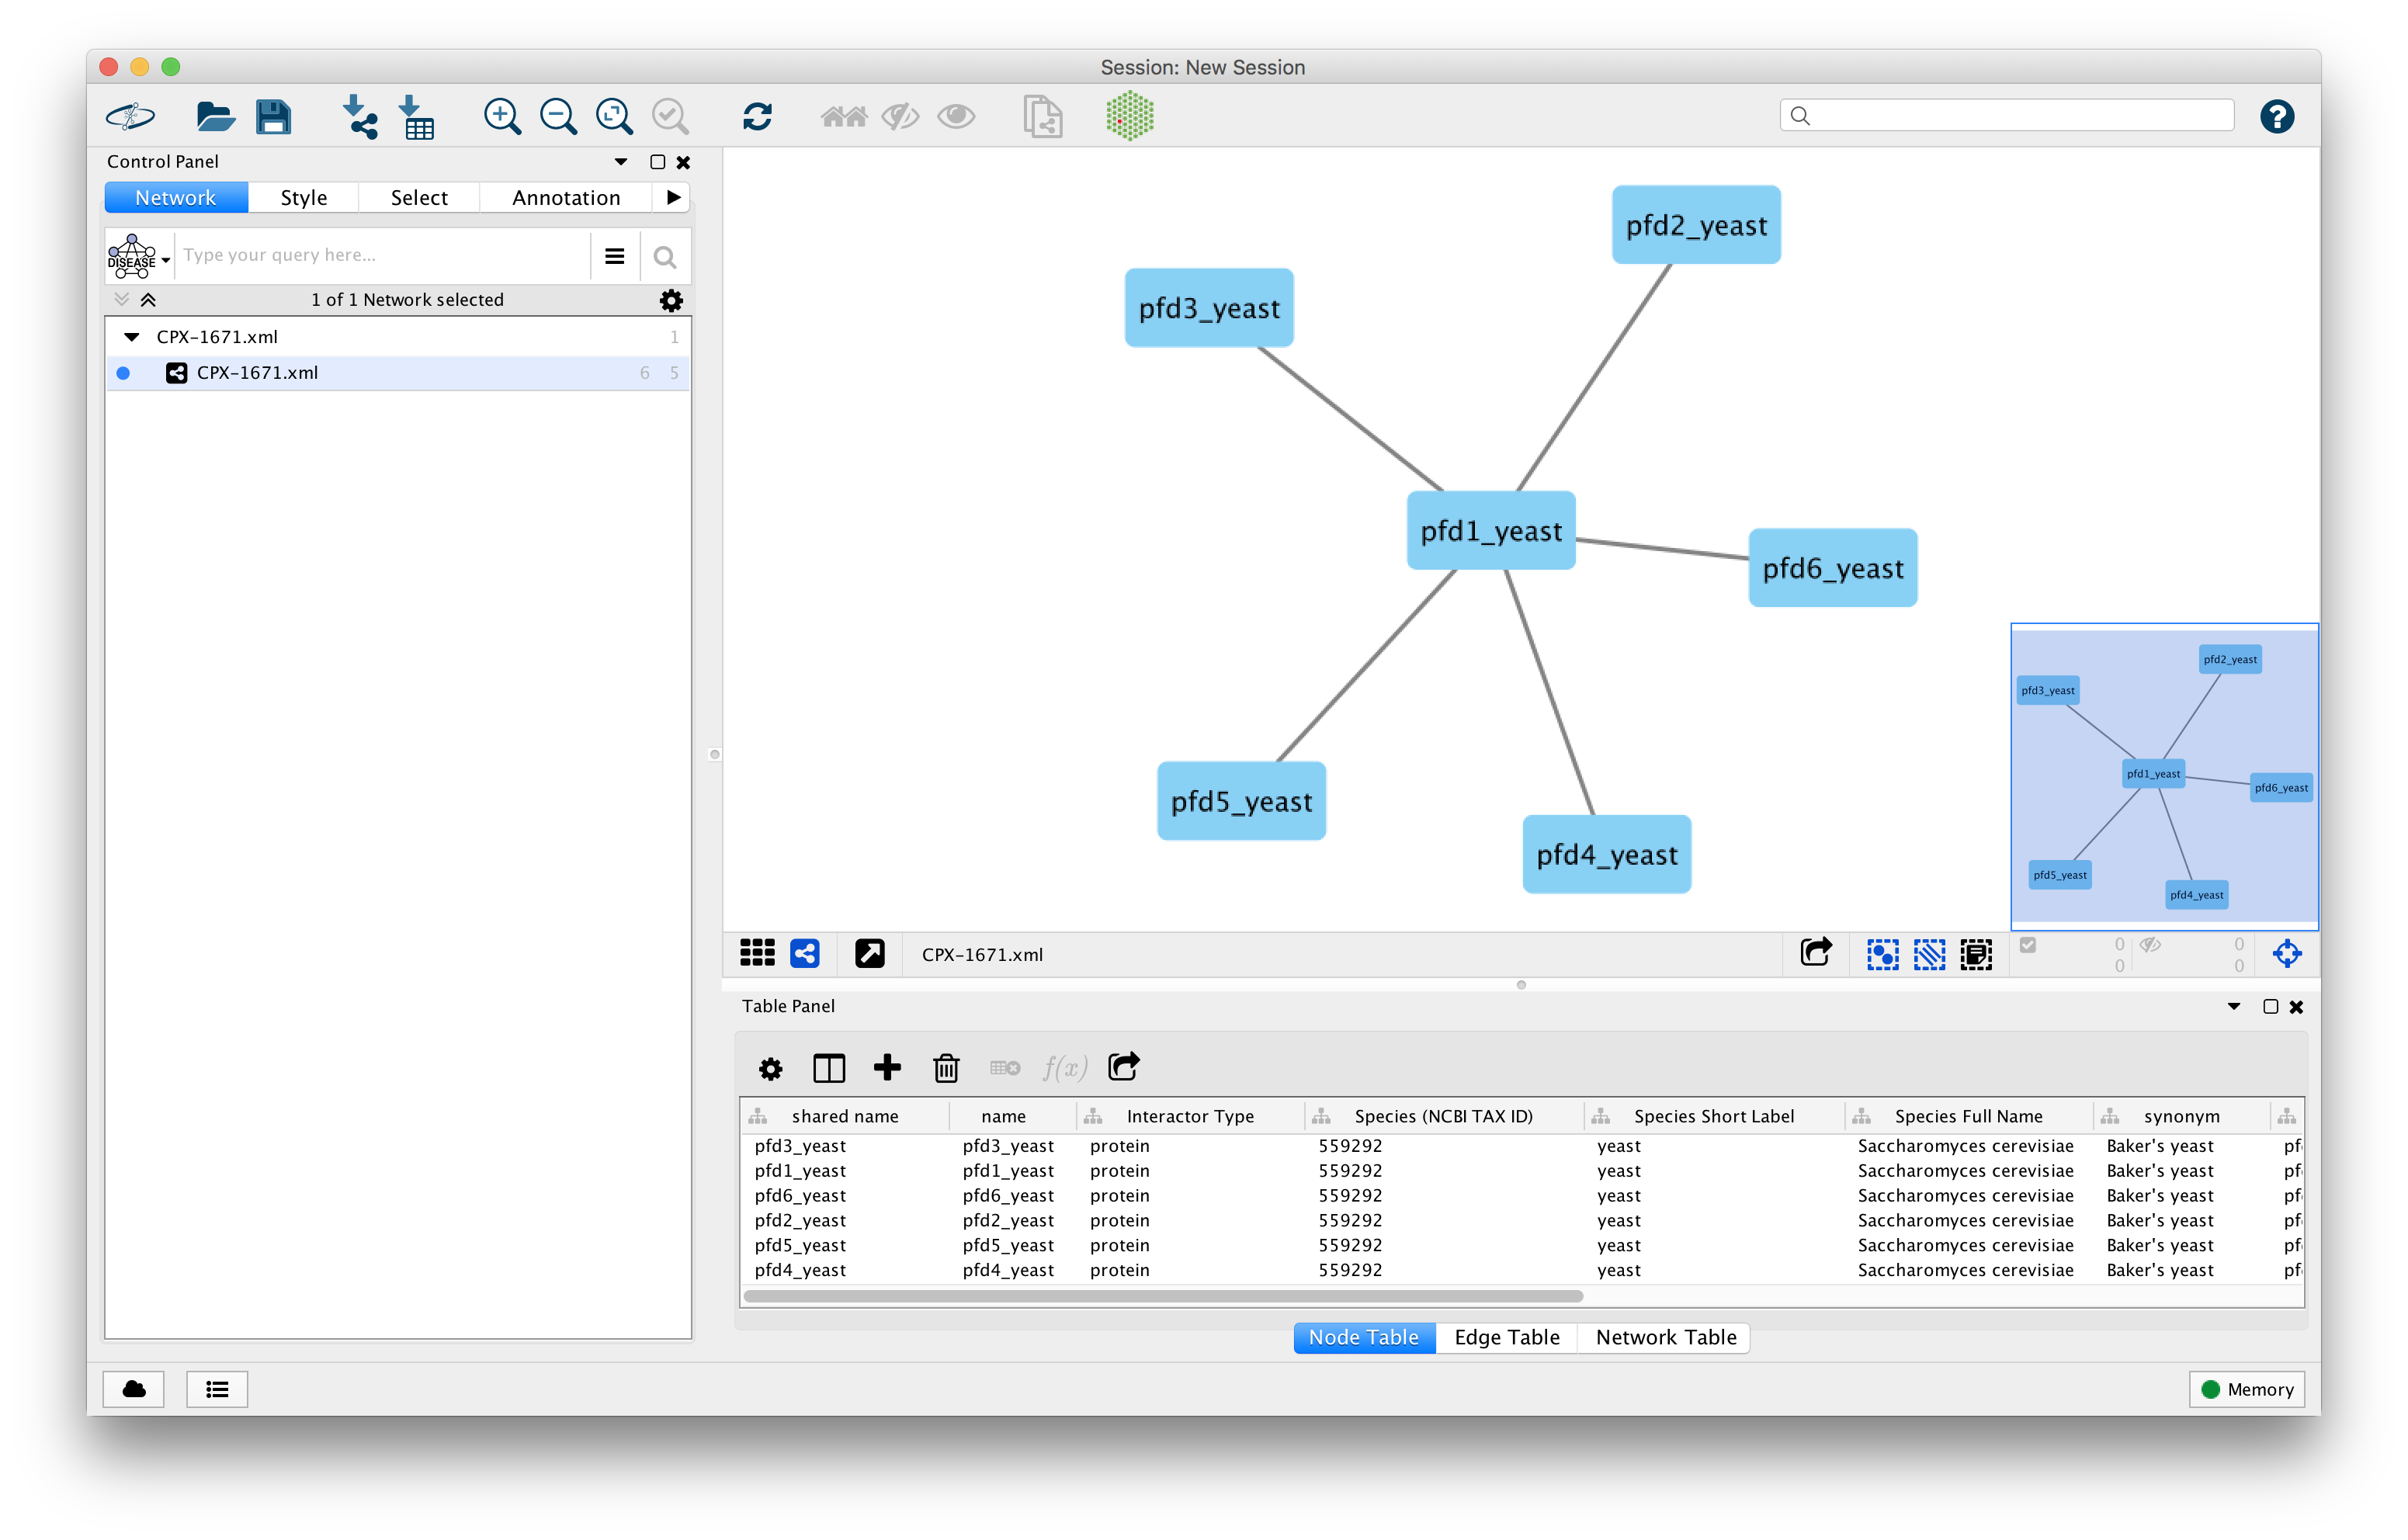 Session: New Session
?
Control Panel
Network Style Select Annotation
DISEASE Type your query here...
1 of 1 Network selected
CPX-1671.xml 1
CPX-1671.xml 6 5
pfd2_yeast
pfd3_yeast
pfd1_yeast
pfd6_yeast
pfd5_yeast
pfd4_yeast
pfd2_yeast
pfd3_yeast
pfd1_yeast
pfd6_yeast
pfd5_yeast
pfd4_yeast
CPX-1671.xml 0 0
0 0
Table Panel
f(x)
shared name name Interactor Type Species (NCBI TAX ID) Species Short Label Species Full Name synonym
pfd3_yeast pfd3_yeast protein 559292 yeast Saccharomyces cerevisiae Baker's yeast
pfd1_yeast pfd1_yeast protein 559292 yeast Saccharomyces cerevisiae Baker's yeast
pfd6_yeast pfd6_yeast protein 559292 yeast Saccharomyces cerevisiae Baker's yeast
pfd2_yeast pfd2_yeast protein 559292 yeast Saccharomyces cerevisiae Baker's yeast
pfd5_yeast pfd5_yeast protein 559292 yeast Saccharomyces cerevisiae Baker's yeast
pfd4_yeast pfd4_yeast protein 559292 yeast Saccharomyces cerevisiae Baker's yeast
Node Table Edge Table Network Table
Memory